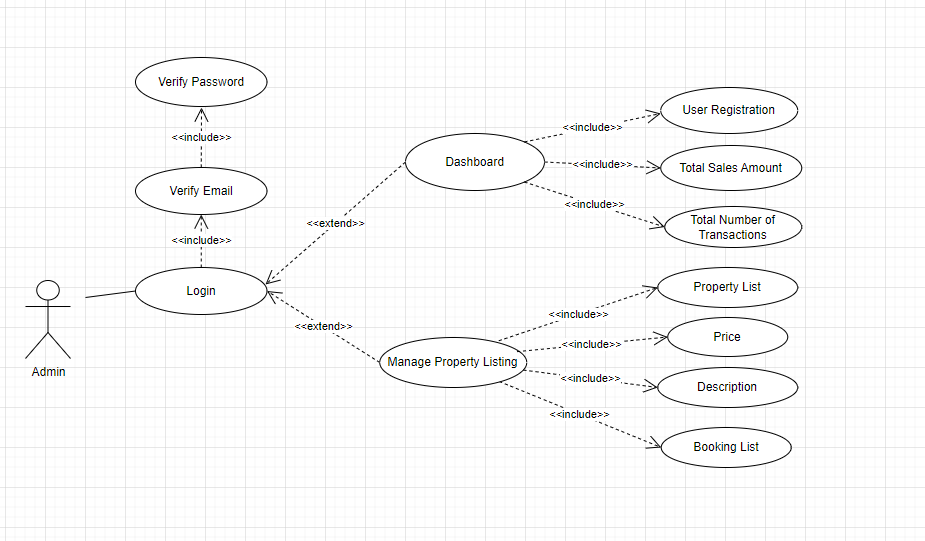 Verify Password
<<include>>
Verify Email
<<include>>
Login
Admin
<<extend>>
<<extend>>
Dashboard
<<include>>
<<include>>
<<include>>
User Registration
Total Sales Amount
Total Number of
Transactions
Manage Property Listing
<<include>>
<<include>>
<<include>>
<<include>>
Property List
Price
Description
Booking List